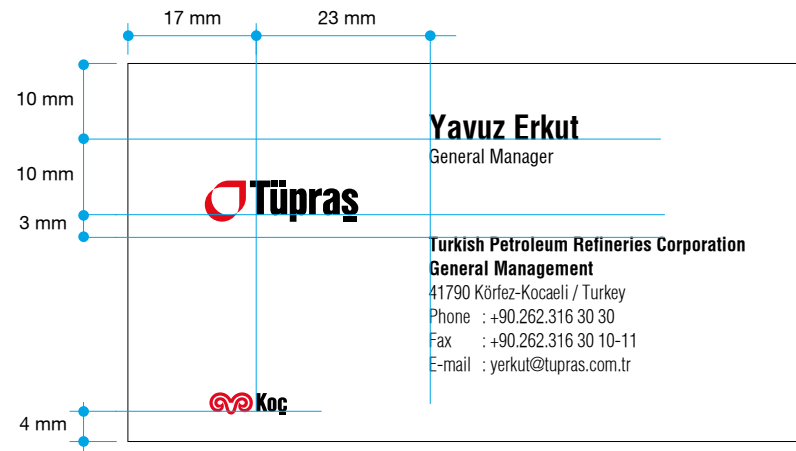 17 mm
23 mm
10 mm
Yavuz Erkut
General Manager
10 mm
Tüpraş
3 mm
Turkish Petroleum Refineries Corporation
General Management
41790 Körfez-Kocaeli / Turkey
Phone : +90.262.316 30 30
Fax : +90.262.316 30 10-11
E-mail : yerkut@tupras.com.tr
Koç
4 mm